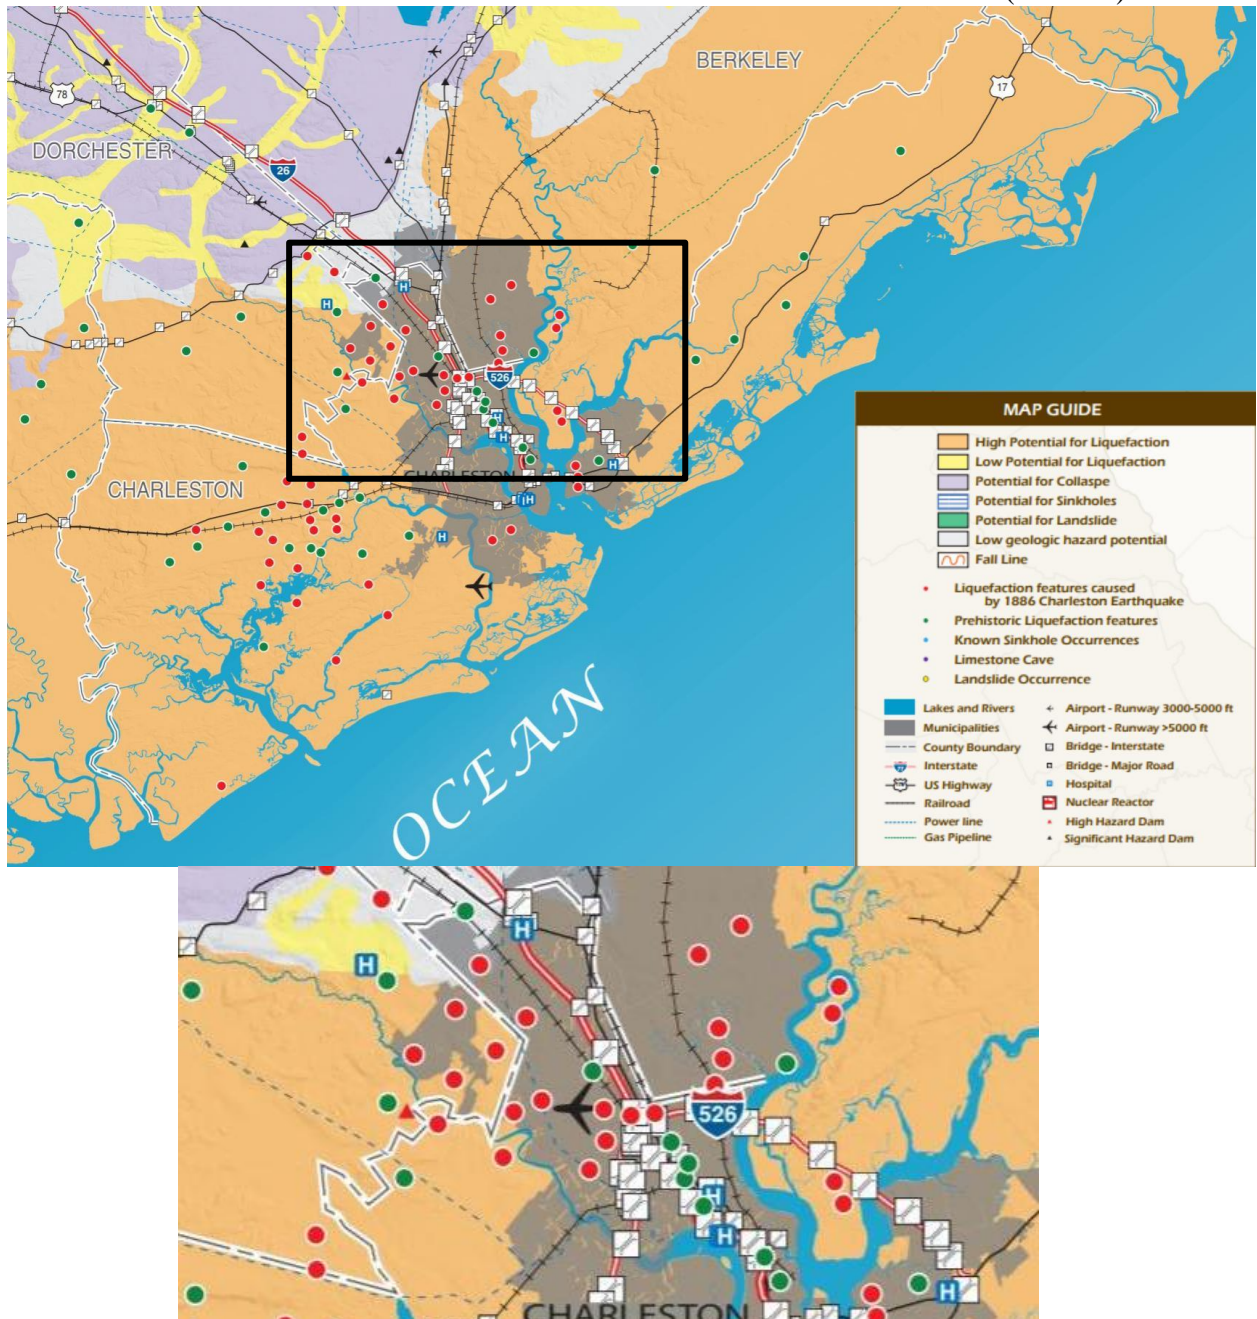 BERKELEY
78
17
DORCHESTER
26
H
H
526
H
H
H
CHARLESTON
CHARLESTON
H
H
OCEAN
MAP GUIDE
High Potential for Liquefaction
Low Potential for Liquefaction
Potential for Collaspe
Potential for Sinkholes
Potential for Landslide
Low geologic hazard potential
Fall Line
Liquefaction features caused
by 1886 Charleston Earthquake
Prehistoric Liquefaction features
Known Sinkhole Occurrences
Limestone Cave
Landslide Occurrence
Lakes and Rivers
Municipalities
County Boundary
Interstate
US Highway
Railroad
Power line
Gas Pipeline
Airport - Runway 3000-5000 ft
Airport - Runway >5000 ft
Bridge - Interstate
Bridge - Major Road
Hospital
Nuclear Reactor
High Hazard Dam
Significant Hazard Dam
H
H
526
H
H
H
CHARLESTON